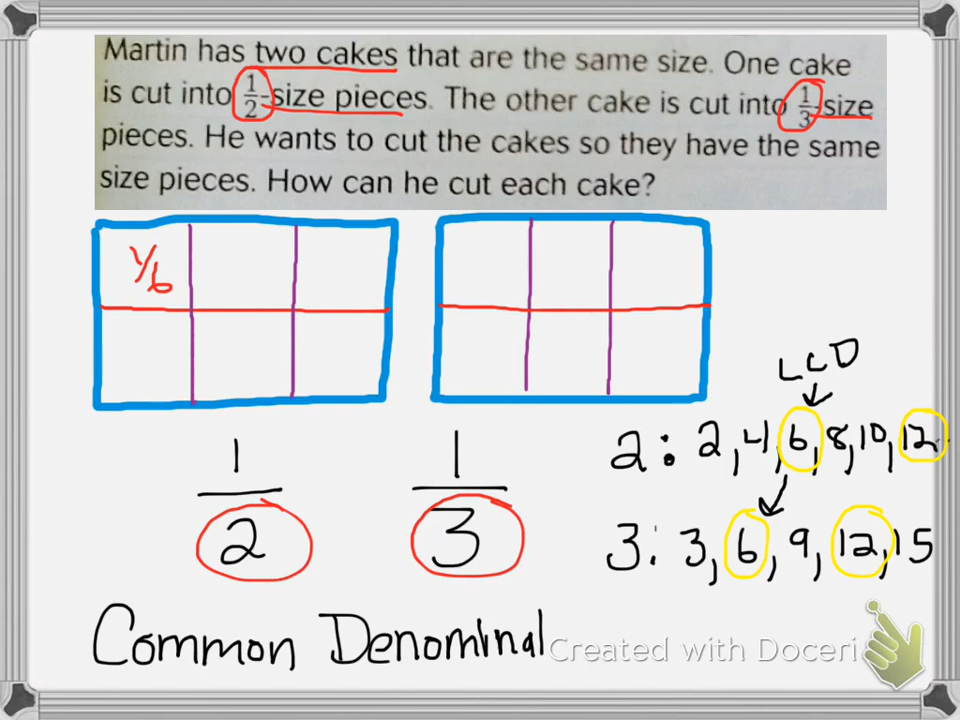 Martin has two cakes that are the same size. One cake
is cut into 1/2-size pieces. The other cake is cut into 1/3-size
pieces. He wants to cut the cakes so they have the same
size pieces. How can he cut each cake?
1/6
LCD
2: 2, 4, 6, 8, 10, 12
1/2 1/3
3: 3, 6, 9, 12, 15
Common Denominal
Created with Doceri